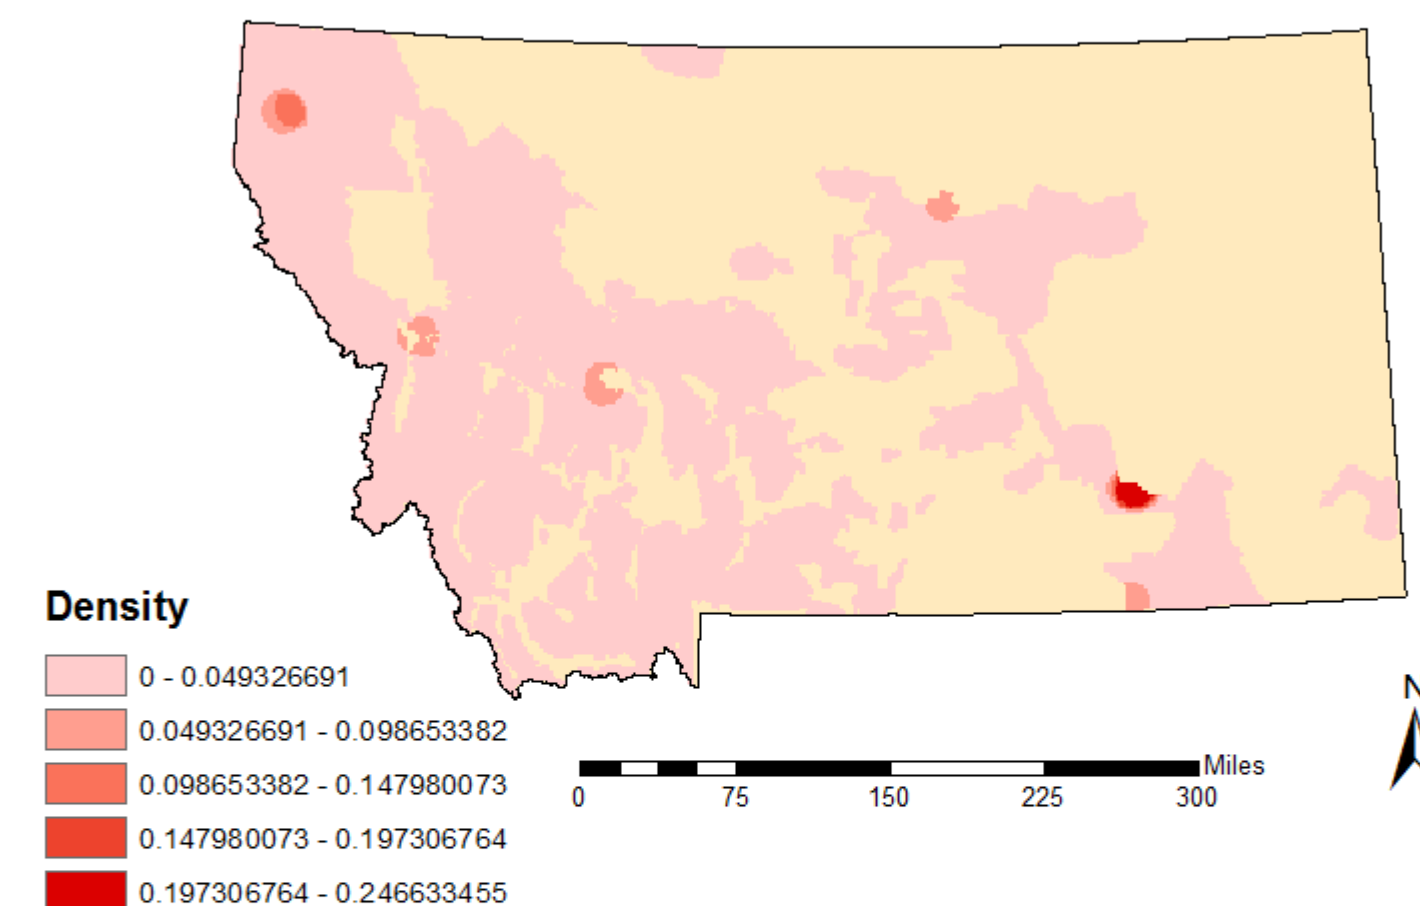 Density
0 - 0.049326691
0.049326691 - 0.098653382
0.098653382 - 0.147980073
0.147980073 - 0.197306764
0.197306764 - 0.246633455
Miles
0 75 150 225 300
N